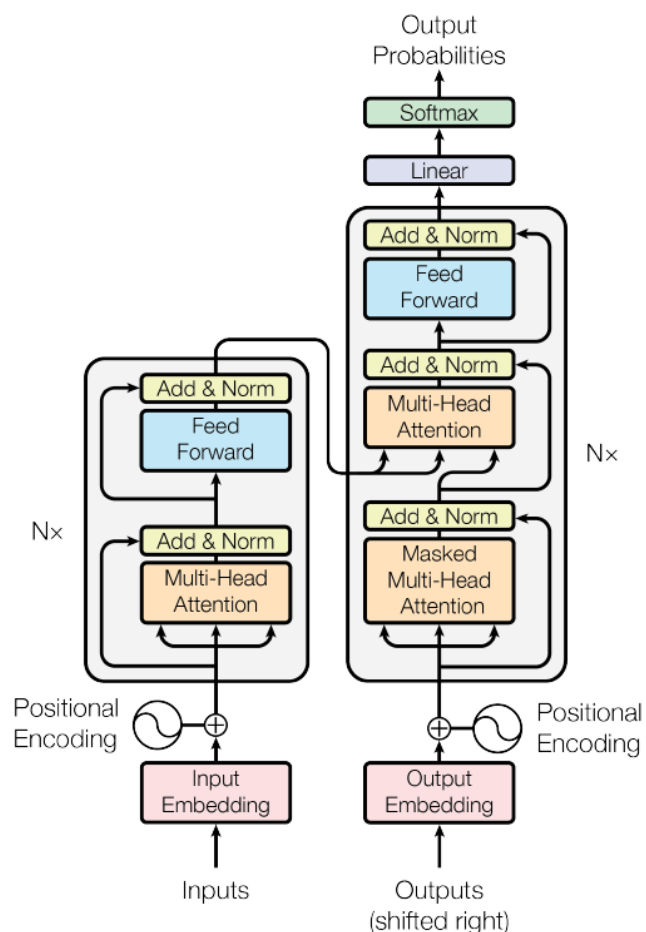 Output
Probabilities
Softmax
Linear
Add & Norm
Feed
Forward
Add & Norm
Multi-Head
Attention
Add & Norm
Masked
Multi-Head
Attention
Nx
Add & Norm
Feed
Forward
Add & Norm
Multi-Head
Attention
Nx
Positional
Encoding
Positional
Encoding
Input
Embedding
Output
Embedding
Inputs
Outputs
(shifted right)